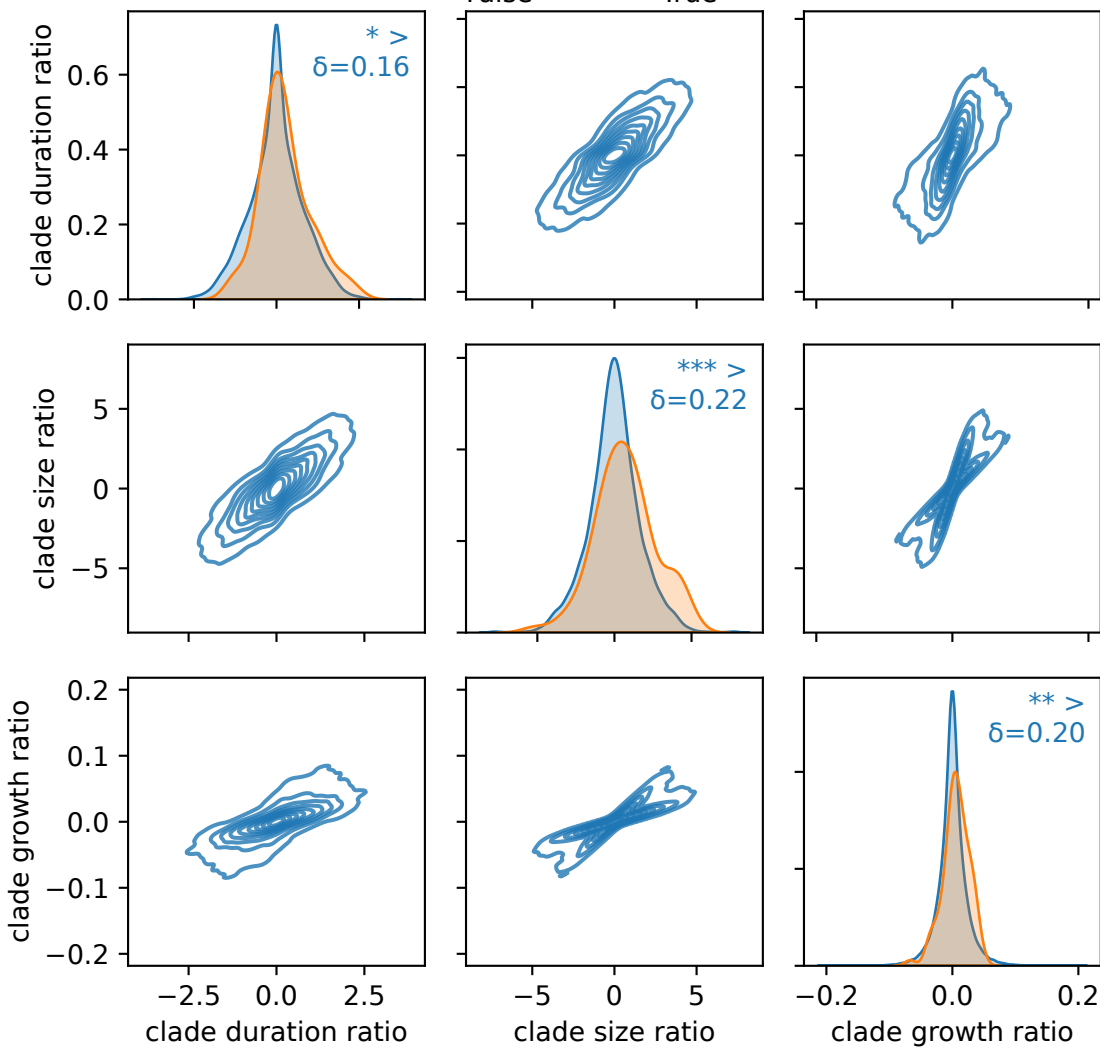 False True
clade duration ratio
0.6
0.4
0.2
0.0
* >
δ=0.16
clade size ratio
5
0
−5
*** >
δ=0.22
clade growth ratio
0.2
0.1
0.0
−0.1
−0.2
** >
δ=0.20
−2.5 0.0 2.5
−5 0 5
−0.2 0.0 0.2
clade duration ratio
clade size ratio
clade growth ratio